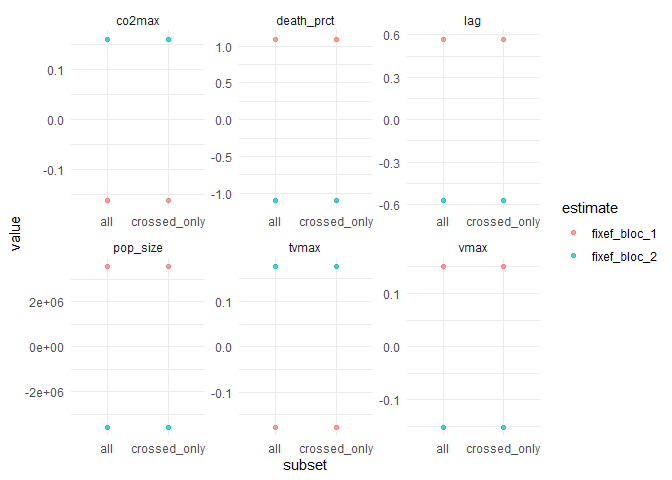 co2max
death_prct
lag
0.1
0.0
-0.1
1.0
0.5
0.0
-0.5
-1.0
0.6
0.3
0.0
-0.3
-0.6
all
crossed_only
all
crossed_only
all
crossed_only
pop_size
tvmax
vmax
2e+06
0e+00
-2e+06
0.1
0.0
-0.1
0.1
0.0
-0.1
all
crossed_only
all
crossed_only
all
crossed_only
value
subset
estimate
fixef_bloc_1
fixef_bloc_2